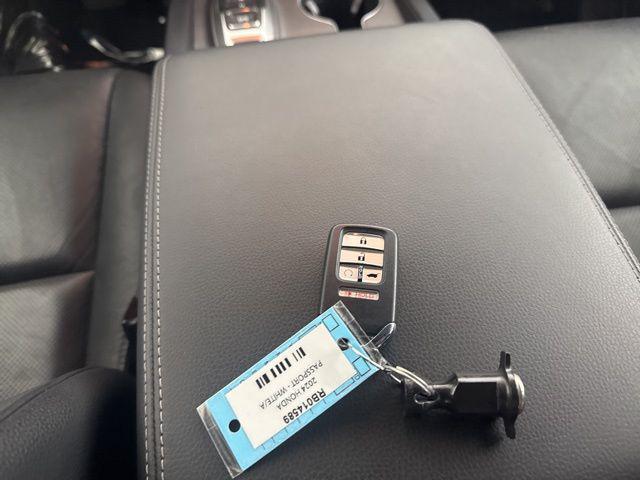 RB014589
2024 HONDA
PASSPORT - WHITE/A